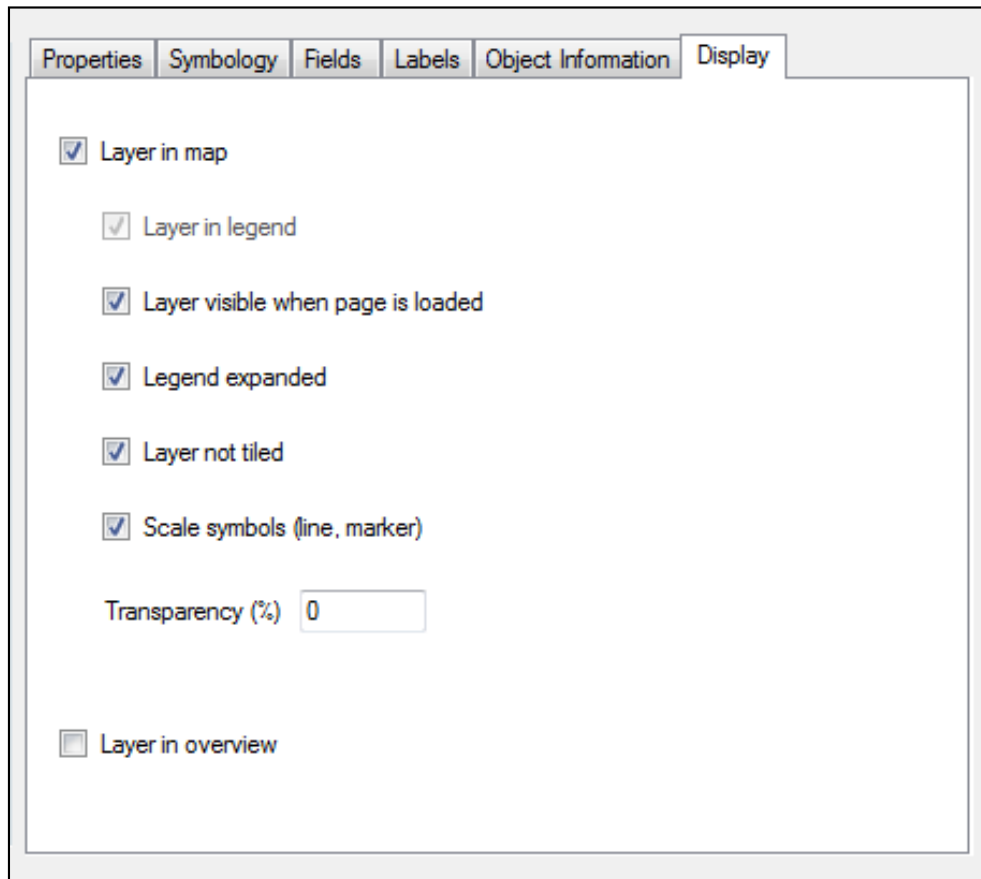 Properties Symbology Fields Labels Object Information Display
Layer in map
Layer in legend
Layer visible when page is loaded
Legend expanded
Layer not tiled
Scale symbols (line, marker)
Transparency (%) 0
Layer in overview